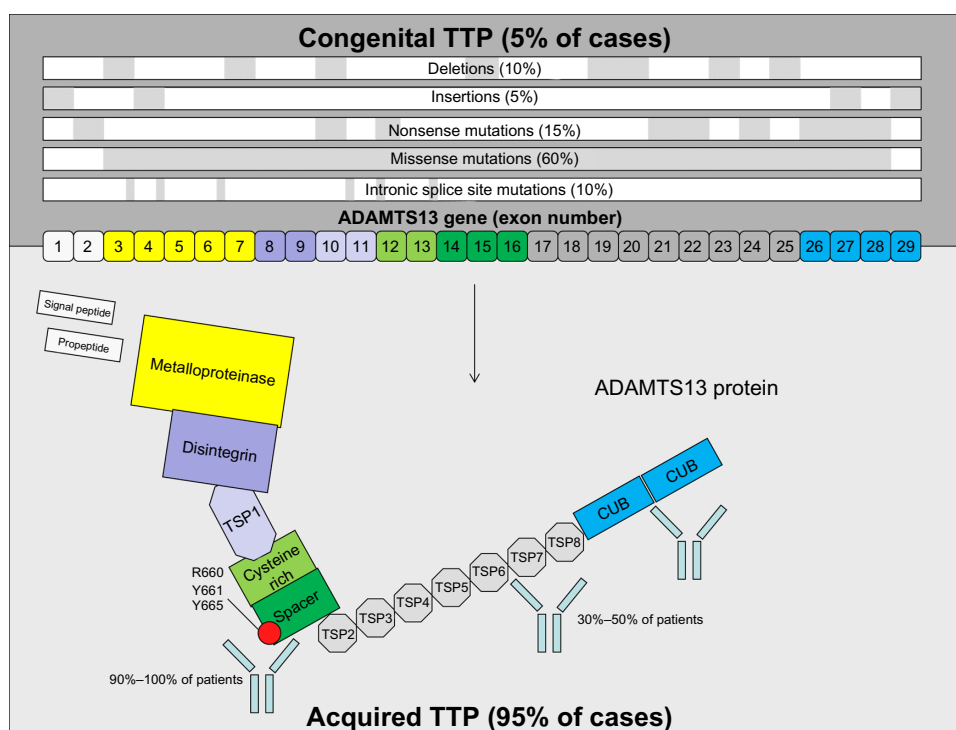 Congenital TTP (5% of cases)
Deletions (10%)
Insertions (5%)
Nonsense mutations (15%)
Missense mutations (60%)
Intronic splice site mutations (10%)
ADAMTS13 gene (exon number)
1 2 3 4 5 6 7 8 9 10 11 12 13 14 15 16 17 18 19 20 21 22 23 24 25 26 27 28 29
Signal peptide
Propeptide
Metalloproteinase
ADAMTS13 protein
Disintegrin
CUB
CUB
TSP1
TSP8
TSP7
TSP6
TSP5
TSP4
TSP3
TSP2
Cysteine
rich
Spacer
R660
Y661
Y665
30%–50% of patients
90%–100% of patients
Acquired TTP (95% of cases)